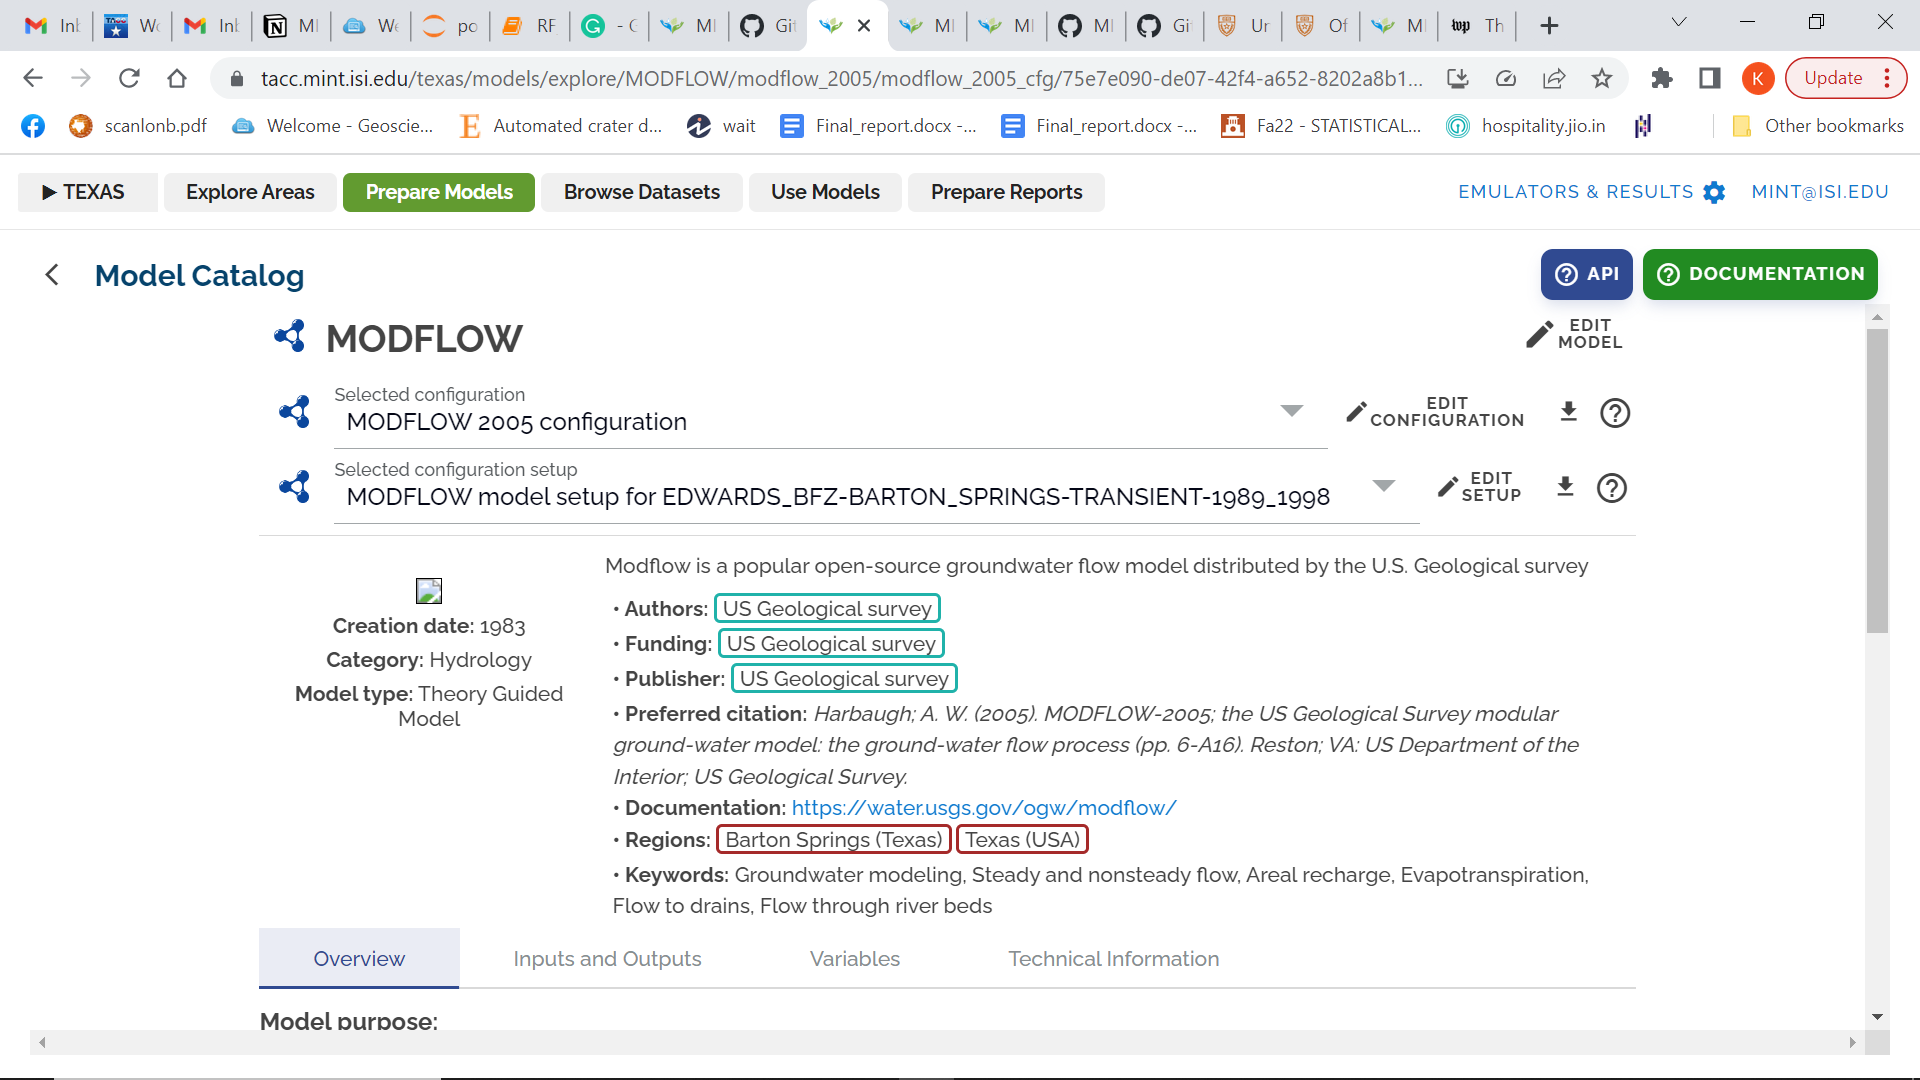 Inb
Wo
Inb
MI
We
po
RF
- G
MI
Git
MI
MI
MI
Git
Ur
Of
MI
wp Th
tacc.mint.isi.edu/texas/models/explore/MODFLOW/modflow_2005/modflow_2005_cfg/75e7e090-de07-42f4-a652-8202a8b1...
K
Update
scanlonb.pdf
Welcome - Geoscie...
Automated crater d...
wait
Final_report.docx -...
Final_report.docx -...
Fa22 - STATISTICAL...
hospitality.jio.in
Other bookmarks
▶ TEXAS
Explore Areas
Prepare Models
Browse Datasets
Use Models
Prepare Reports
EMULATORS & RESULTS
MINT@ISI.EDU
Model Catalog
API
DOCUMENTATION
MODFLOW
EDIT
MODEL
Selected configuration
MODFLOW 2005 configuration
EDIT
CONFIGURATION
Selected configuration setup
MODFLOW model setup for EDWARDS_BFZ-BARTON_SPRINGS-TRANSIENT-1989_1998
EDIT
SETUP
Creation date: 1983
Category: Hydrology
Model type: Theory Guided
Model
Modflow is a popular open-source groundwater flow model distributed by the U.S. Geological survey
• Authors: US Geological survey
• Funding: US Geological survey
• Publisher: US Geological survey
• Preferred citation: Harbaugh; A. W. (2005). MODFLOW-2005; the US Geological Survey modular
ground-water model: the ground-water flow process (pp. 6-A16). Reston; VA: US Department of the
Interior; US Geological Survey.
• Documentation: https://water.usgs.gov/ogw/modflow/
• Regions: Barton Springs (Texas) Texas (USA)
• Keywords: Groundwater modeling, Steady and nonsteady flow, Areal recharge, Evapotranspiration,
Flow to drains, Flow through river beds
Overview
Inputs and Outputs
Variables
Technical Information
Model purpose: